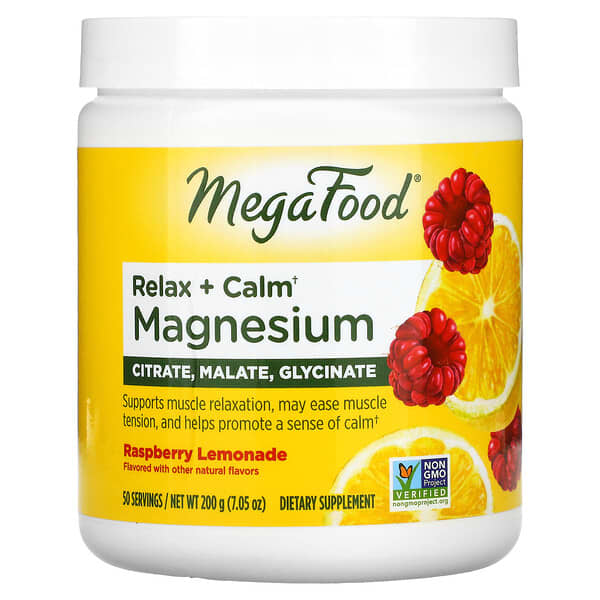 MegaFood®
Relax + Calm†
Magnesium
CITRATE, MALATE, GLYCINATE
Supports muscle relaxation, may ease muscle
tension, and helps promote a sense of calm†
Raspberry Lemonade
Flavored with other natural flavors
50 SERVINGS / NET WT 200 g (7.05 oz) DIETARY SUPPLEMENT
NON
GMO
Project
VERIFIED
nongmoproject.org